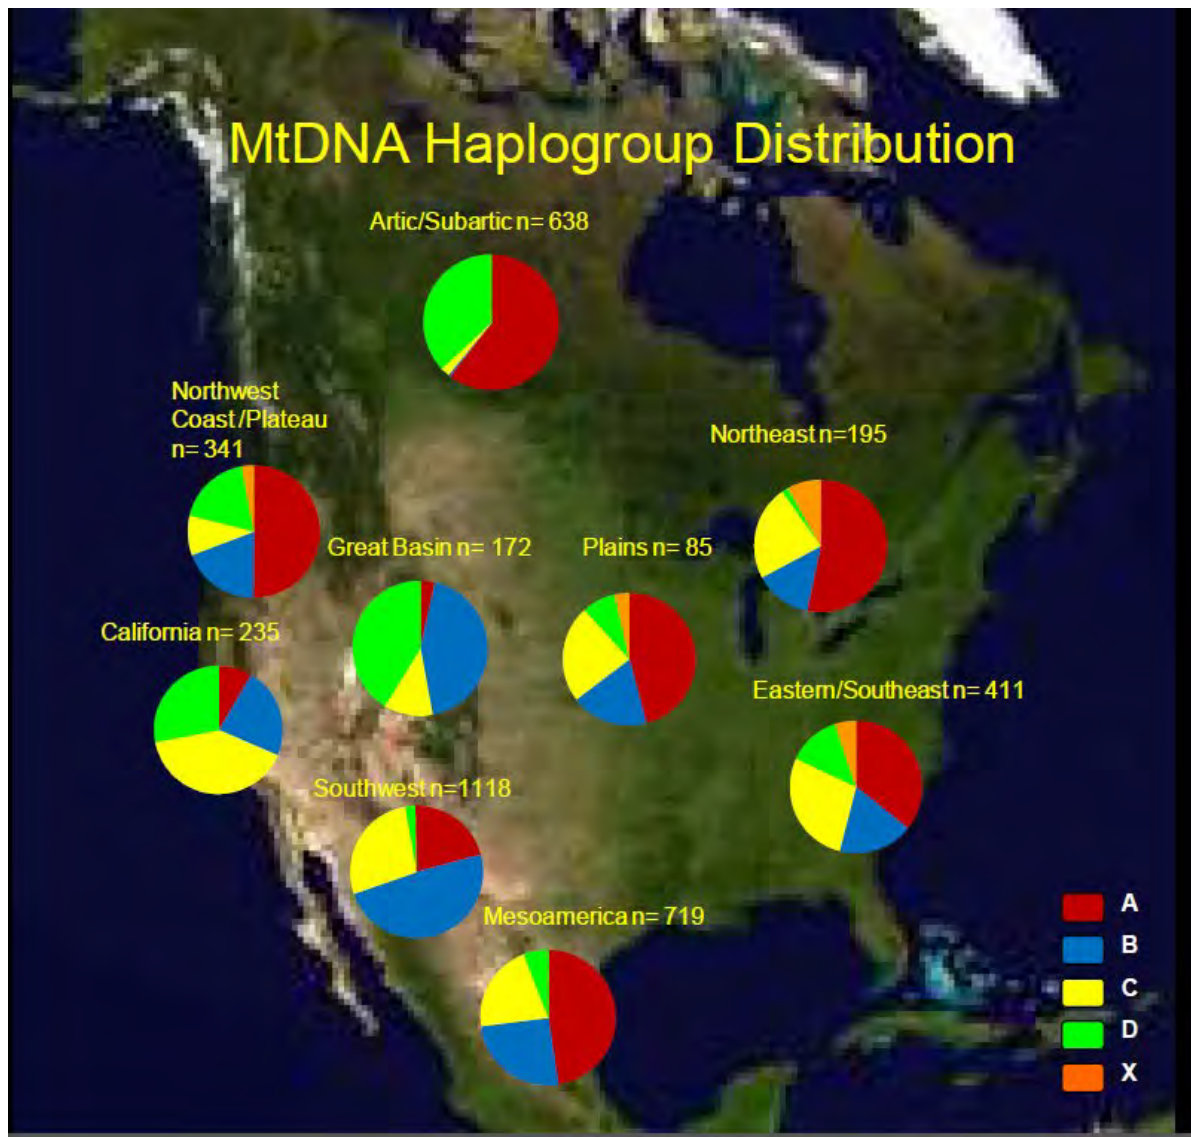 MtDNA Haplogroup Distribution
Artic/Subartic n= 638
Northwest
Coast/Plateau
n= 341
Northeast n=195
Great Basin n= 172
Plains n= 85
California n= 235
Eastern/Southeast n= 411
Southwest n=1118
Mesoamerica n= 719
A
B
C
D
X